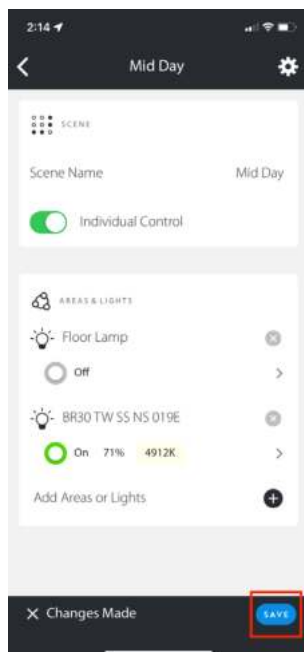 2:14
Mid Day
SCENE
Scene Name Mid Day
Individual Control
AREAS & LIGHTS
Floor Lamp
Off
BR30 TW SS NS 019E
On 71% 4912K
Add Areas or Lights
Changes Made SAVE